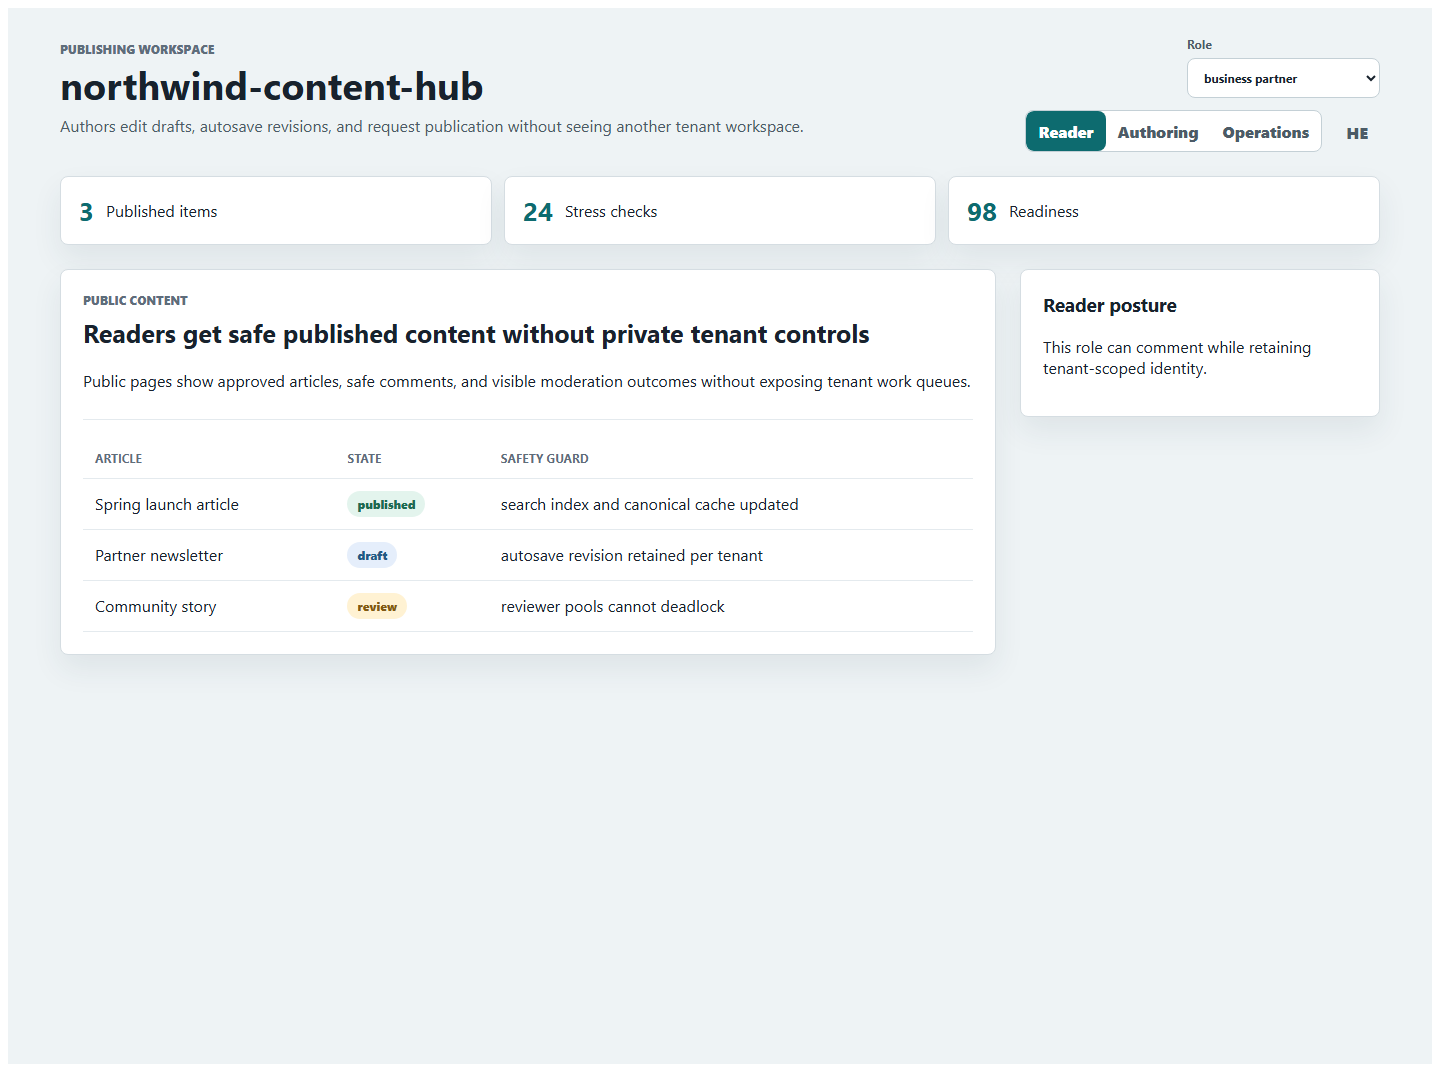 PUBLISHING WORKSPACE
northwind-content-hub
Authors edit drafts, autosave revisions, and request publication without seeing another tenant workspace.
Role
business partner
Reader Authoring Operations HE
3 Published items
24 Stress checks
98 Readiness
PUBLIC CONTENT
Readers get safe published content without private tenant controls
Public pages show approved articles, safe comments, and visible moderation outcomes without exposing tenant work queues.
ARTICLE STATE SAFETY GUARD
Spring launch article published search index and canonical cache updated
Partner newsletter draft autosave revision retained per tenant
Community story review reviewer pools cannot deadlock
Reader posture
This role can comment while retaining
tenant-scoped identity.